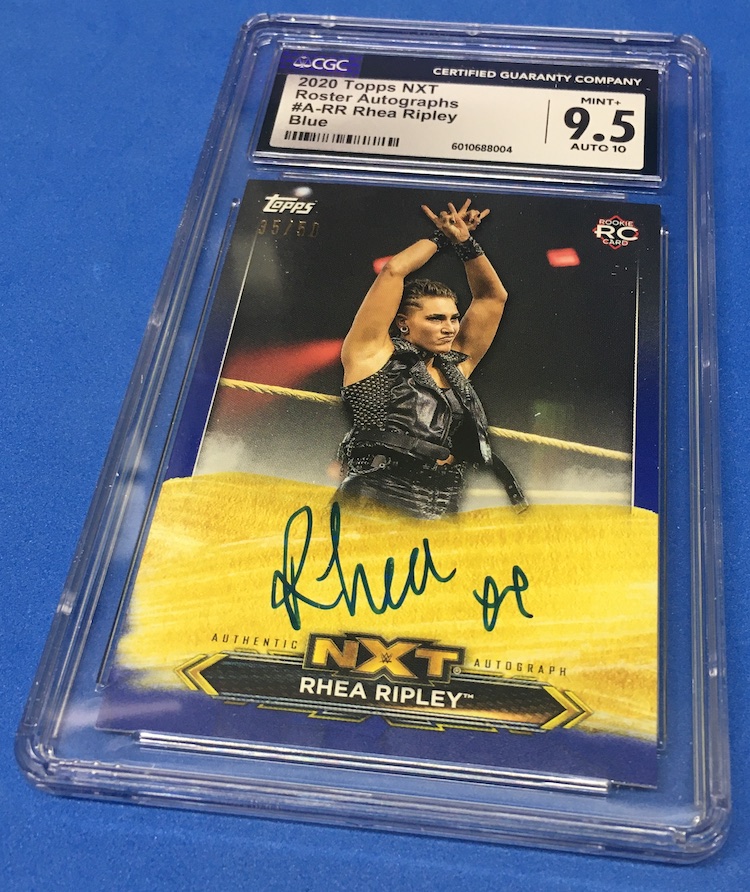 CGC
CERTIFIED GUARANTY COMPANY
2020 Topps NXT
Roster Autographs
#A-RR Rhea Ripley
Blue
MINT+
9.5
AUTO 10
6010688004
Topps
35/50
ROOKIE
RC
CARD
Rhea
AUTHENTIC
NXT
AUTOGRAPH
RHEA RIPLEY™